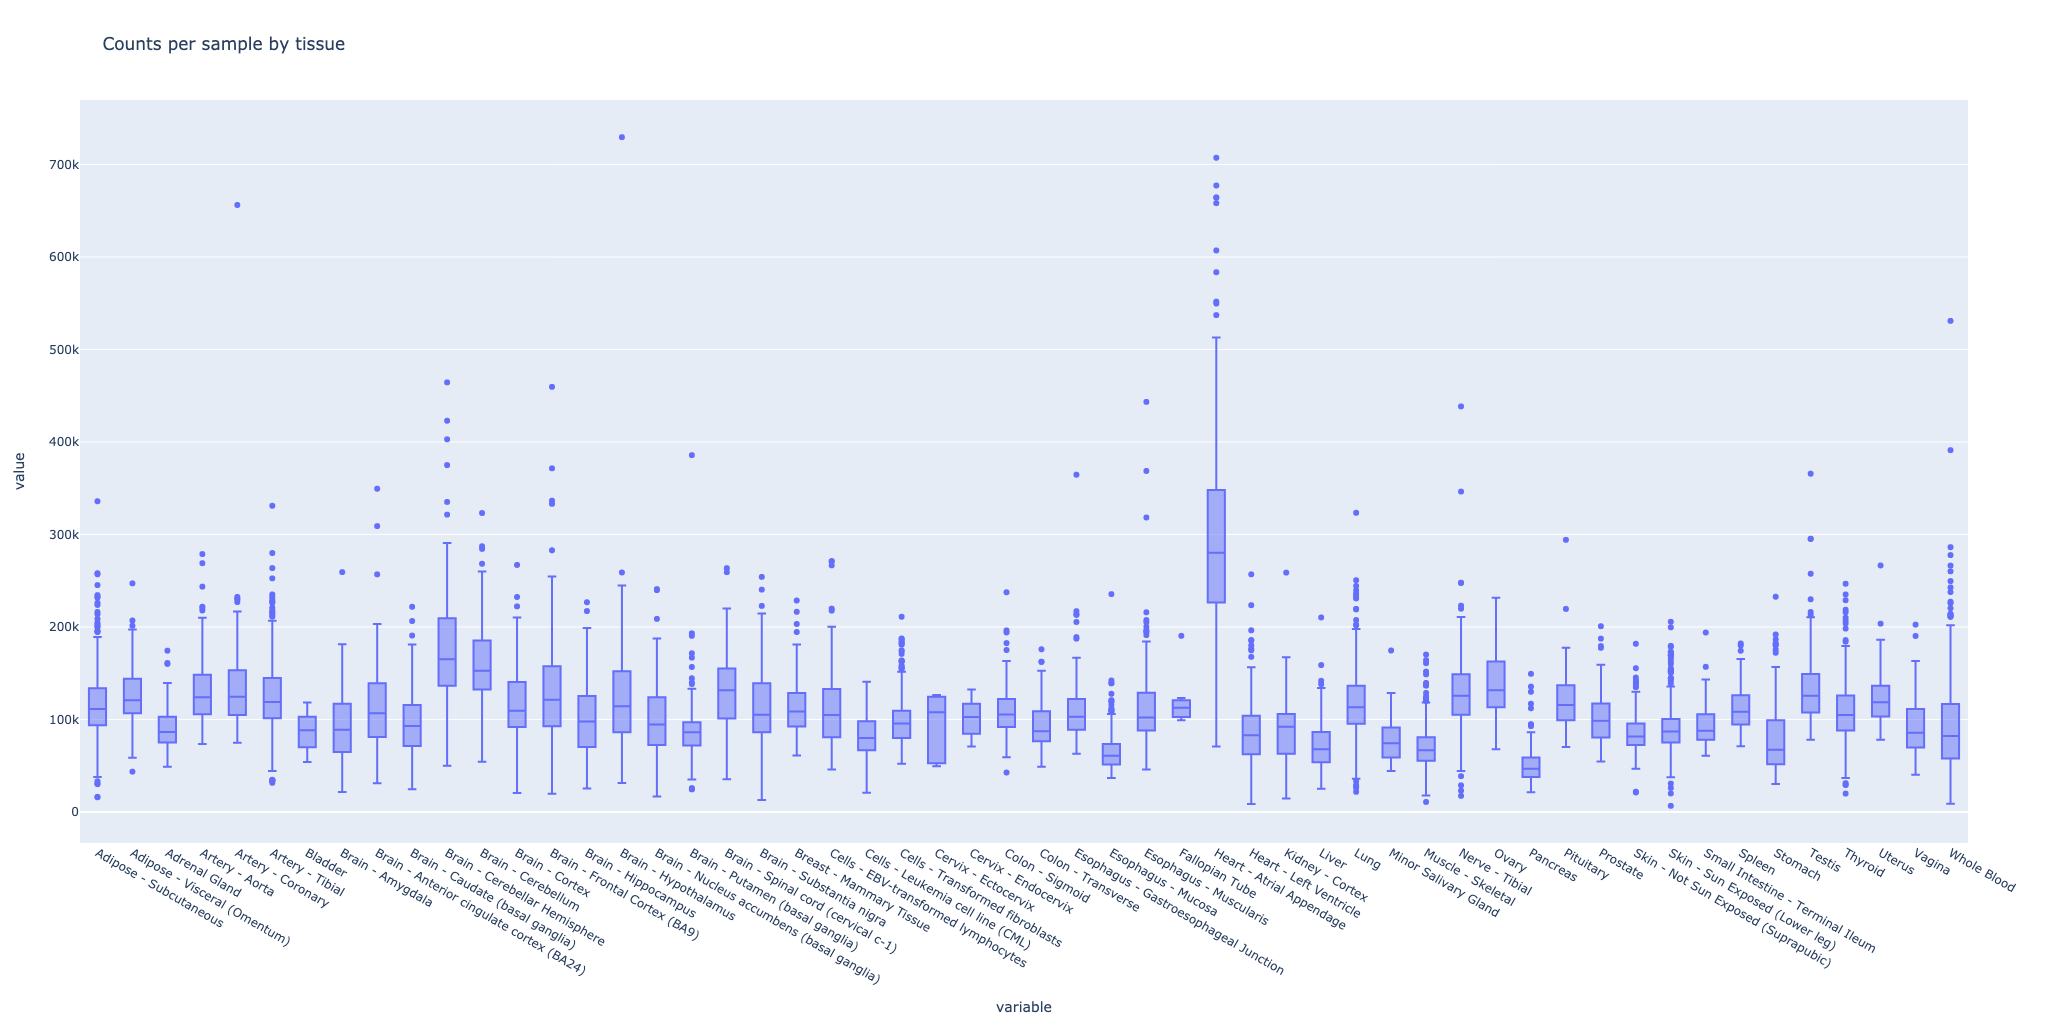 Counts per sample by tissue
700k
600k
500k
400k
300k
200k
100k
0
value
Adipose - Subcutaneous
Adipose - Visceral (Omentum)
Adrenal Gland
Artery - Aorta
Artery - Coronary
Artery - Tibial
Bladder
Brain - Amygdala
Brain - Anterior cingulate cortex (BA24)
Brain - Caudate (basal ganglia)
Brain - Cerebellar Hemisphere
Brain - Cerebellum
Brain - Cortex
Brain - Frontal Cortex (BA9)
Brain - Hippocampus
Brain - Hypothalamus
Brain - Nucleus accumbens (basal ganglia)
Brain - Putamen (basal ganglia)
Brain - Spinal cord (cervical c-1)
Brain - Substantia nigra
Breast - Mammary Tissue
Cells - EBV-transformed lymphocytes
Cells - Leukemia cell line (CML)
Cells - Transformed fibroblasts
Cervix - Ectocervix
Cervix - Endocervix
Colon - Sigmoid
Colon - Transverse
Esophagus - Gastroesophageal Junction
Esophagus - Mucosa
Esophagus - Muscularis
Fallopian Tube
Heart - Atrial Appendage
Heart - Left Ventricle
Kidney - Cortex
Liver
Lung
Minor Salivary Gland
Muscle - Skeletal
Nerve - Tibial
Ovary
Pancreas
Pituitary
Prostate
Skin - Not Sun Exposed (Suprapubic)
Skin - Sun Exposed (Lower leg)
Small Intestine - Terminal Ileum
Spleen
Stomach
Testis
Thyroid
Uterus
Vagina
Whole Blood
variable